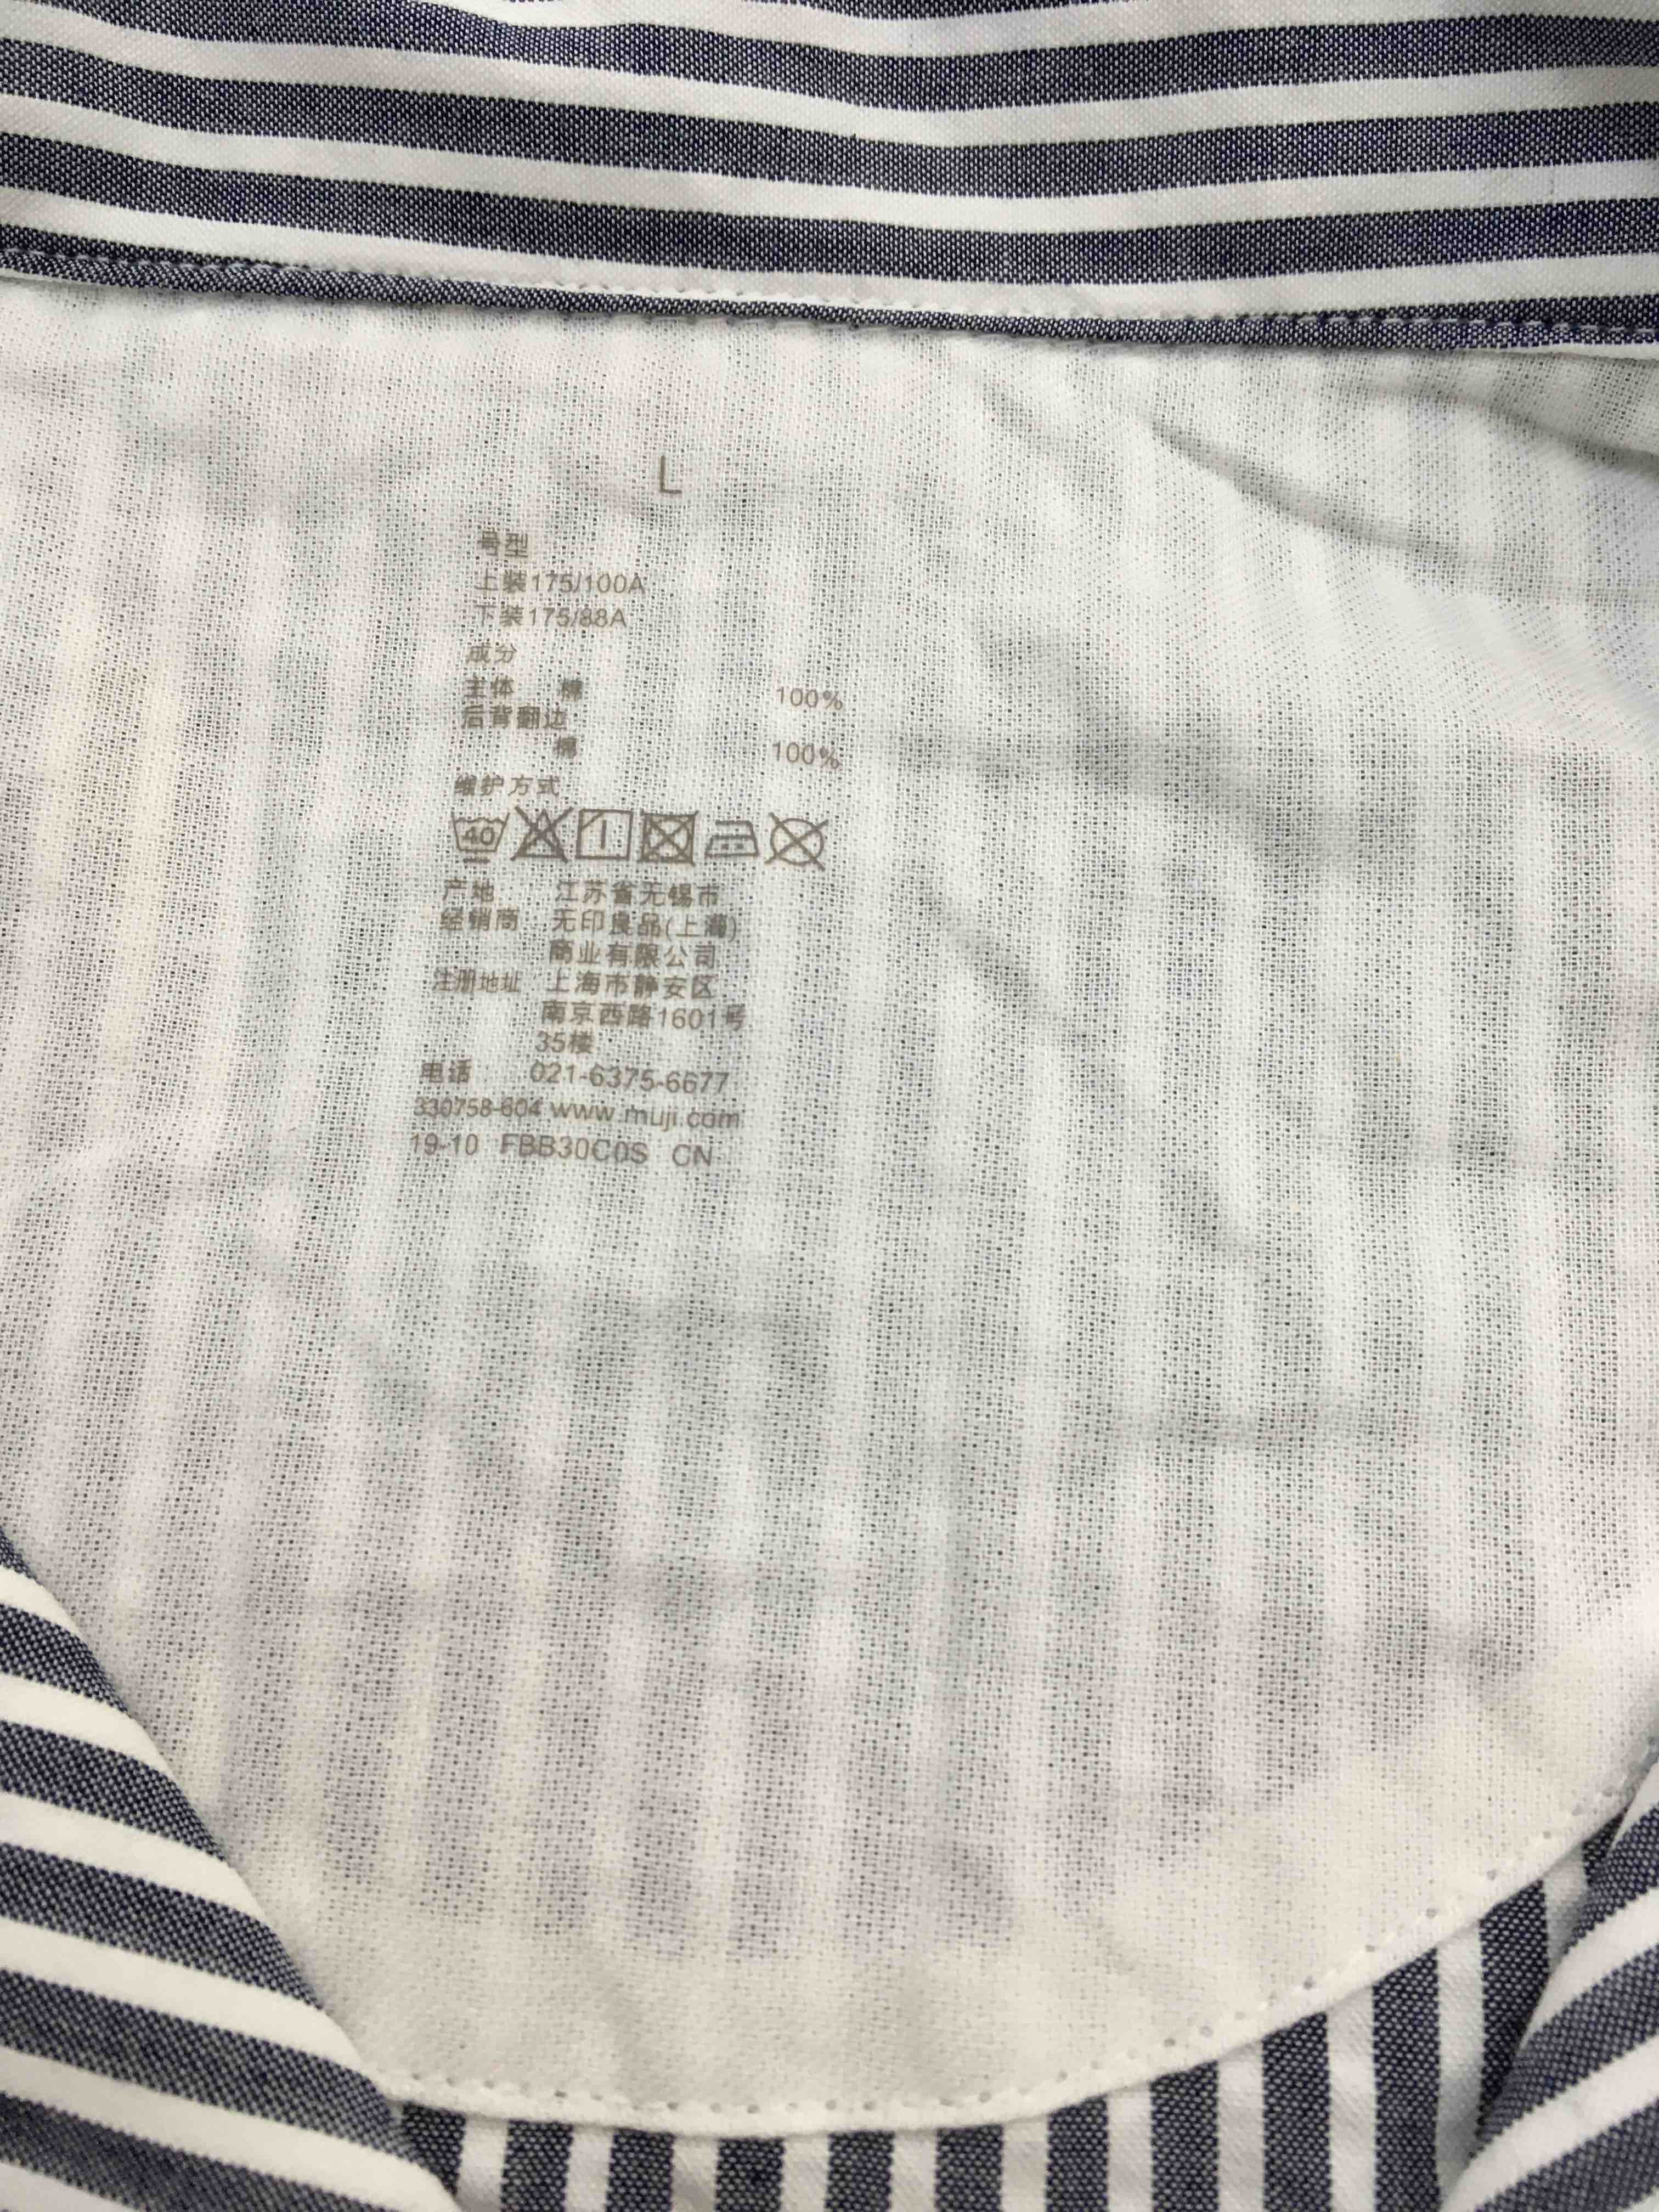 L
号型
上装175/100A
下装175/88A
成分
主体 棉 100%
后背翻边
棉 100%
维护方式
40
产地 江苏省无锡市
经销商 无印良品(上海)
商业有限公司
注册地址 上海市静安区
南京西路1601号
35楼
电话 021-6375-6677
330758-604 www.muji.com
19-10 FBB30C0S CN